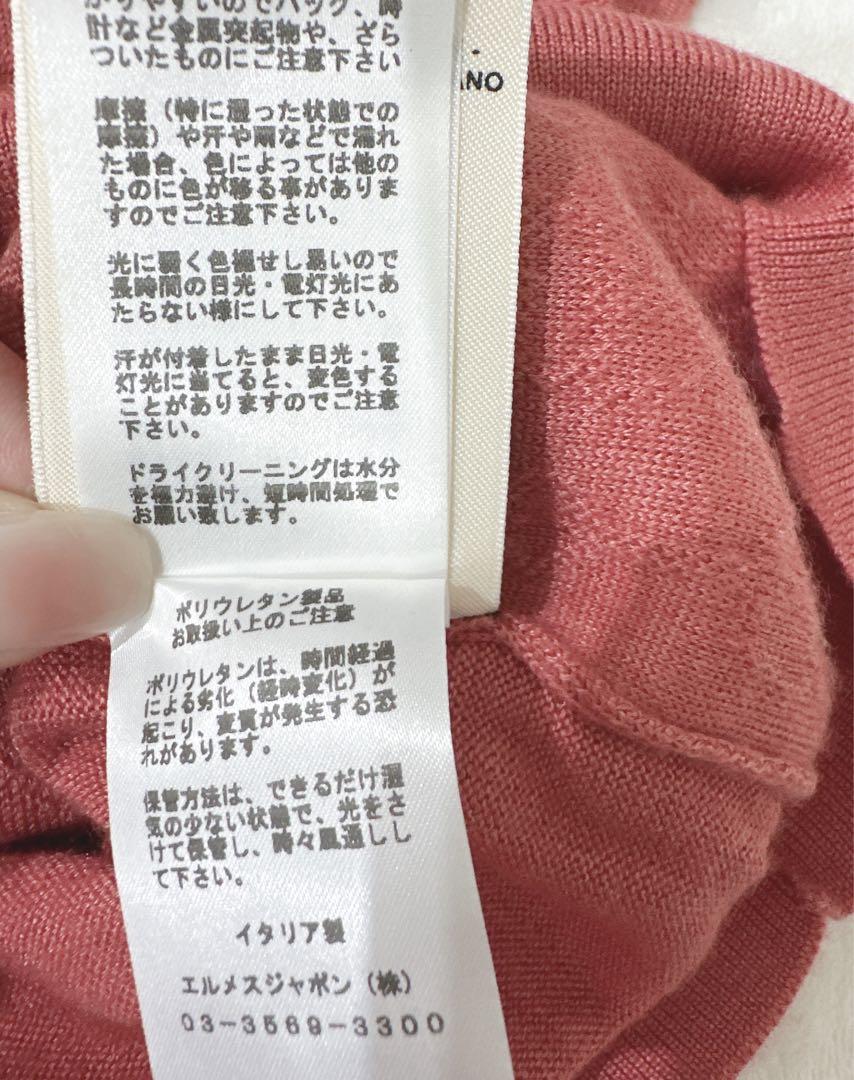 かりやすいのでバッグ、時
計など金属突起物や、ざら
ついたものにご注意下さい
摩擦（特に湿った状態での
摩擦）や汗や雨などで濡れ
た場合、色によっては他の
ものに色が移る事がありま
すのでご注意下さい。
光に弱く色褪せし易いので
長時間の日光・電灯光にあ
たらない様にして下さい。
汗が付着したまま日光・電
灯光に当てると、変色する
ことがありますのでご注意
下さい。
ドライクリーニングは水分
を極力避け、短時間処理で
お願い致します。
ポリウレタン製品
お取扱い上のご注意
ポリウレタンは、時間経過
による劣化（経時変化）が
起こり、変質が発生する恐
れがあります。
保管方法は、できるだけ湿
気の少ない状態で、光をさ
けて保管し、時々風通しし
て下さい。
イタリア製
エルメスジャポン（株）
03-3569-3300
ANO